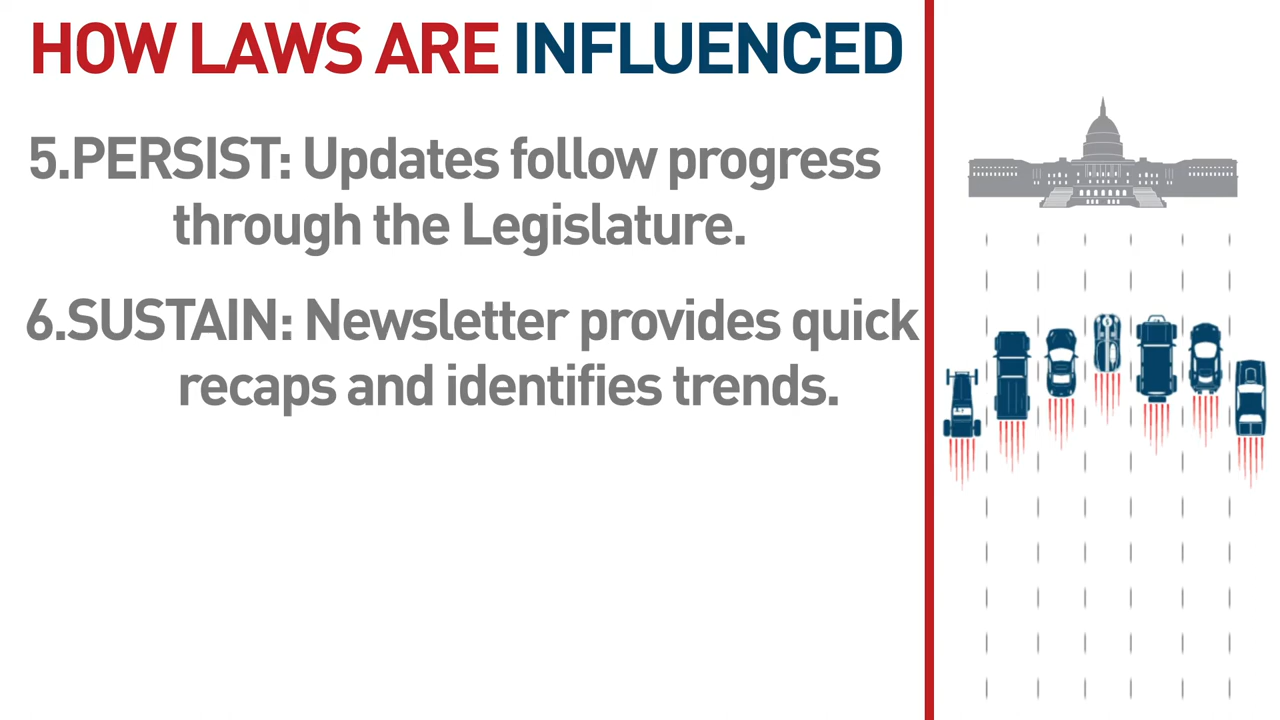 HOW LAWS ARE INFLUENCED
5.PERSIST: Updates follow progress
through the Legislature.
6.SUSTAIN: Newsletter provides quick
recaps and identifies trends.